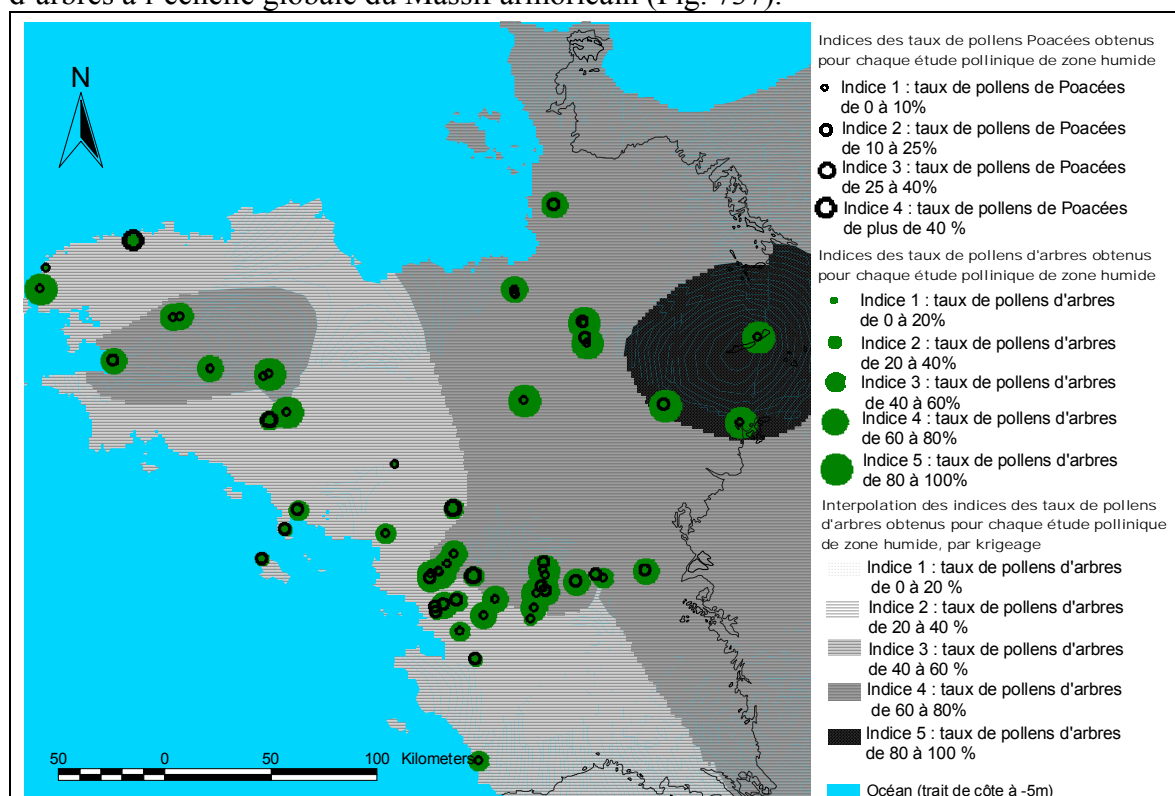 d'arbres à l'échelle globale du Massif armoricain (Fig. 737).
N
50 0 50 100 Kilometers
Indices des taux de pollens Poacées obtenus
pour chaque étude pollinique de zone humide
Indice 1 : taux de pollens de Poacées
de 0 à 10%
Indice 2 : taux de pollens de Poacées
de 10 à 25%
Indice 3 : taux de pollens de Poacées
de 25 à 40%
Indice 4 : taux de pollens de Poacées
de plus de 40 %
Indices des taux de pollens d'arbres obtenus
pour chaque étude pollinique de zone humide
Indice 1 : taux de pollens d'arbres
de 0 à 20%
Indice 2 : taux de pollens d'arbres
de 20 à 40%
Indice 3 : taux de pollens d'arbres
de 40 à 60%
Indice 4 : taux de pollens d'arbres
de 60 à 80%
Indice 5 : taux de pollens d'arbres
de 80 à 100%
Interpolation des indices des taux de pollens
d'arbres obtenus pour chaque étude pollinique
de zone humide, par krigeage
Indice 1 : taux de pollens d'arbres
de 0 à 20 %
Indice 2 : taux de pollens d'arbres
de 20 à 40 %
Indice 3 : taux de pollens d'arbres
de 40 à 60 %
Indice 4 : taux de pollens d'arbres
de 60 à 80%
Indice 5 : taux de pollens d'arbres
de 80 à 100 %
Océan (trait de côte à -5m)